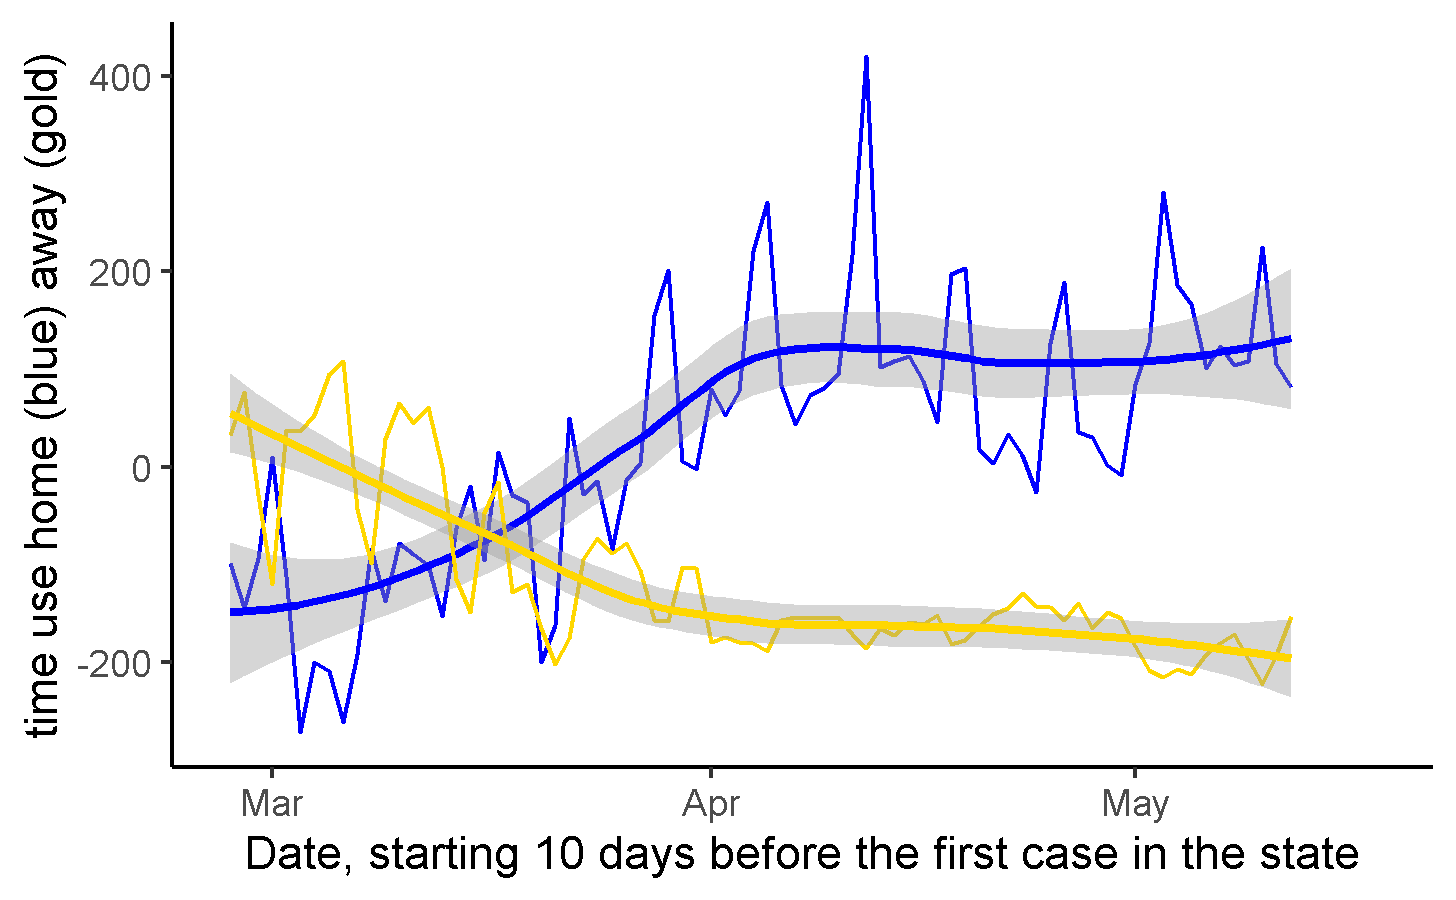 time use home (blue) away (gold)
400
200
0
-200
Mar
Apr
May
Date, starting 10 days before the first case in the state